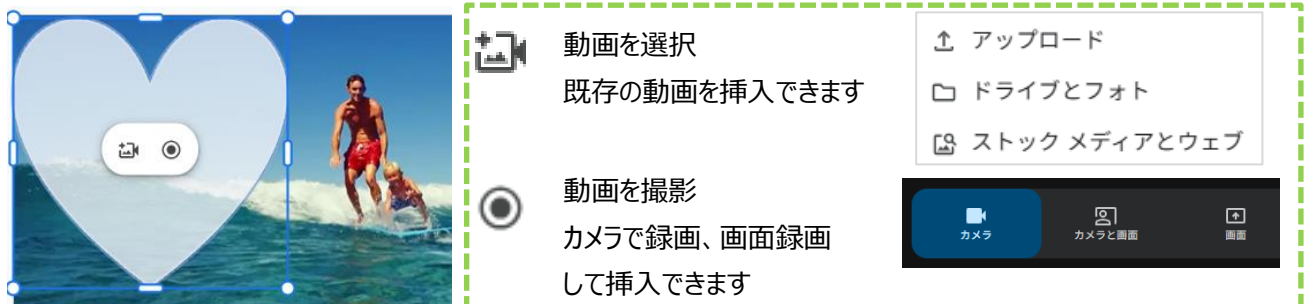 動画を選択
既存の動画を挿入できます
アップロード
ドライブとフォト
ストック メディアとウェブ
動画を撮影
カメラで録画、画面録画
して挿入できます
カメラ
カメラと画面
画面